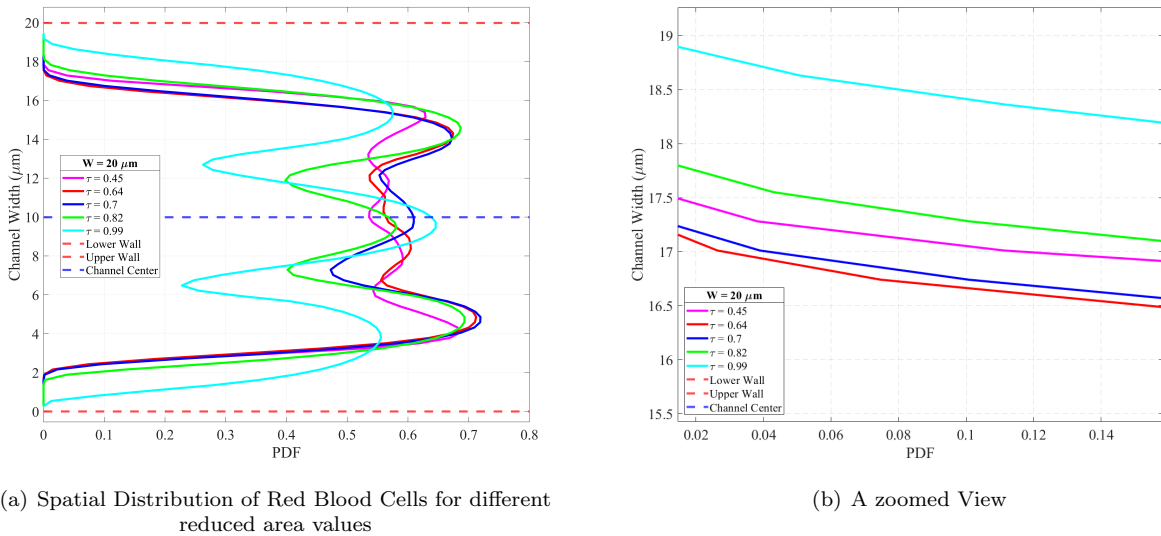 20
18
16
14
12
10
8
6
4
2
0
Channel Width (μm)
W = 20 μm
τ = 0.45
τ = 0.64
τ = 0.7
τ = 0.82
τ = 0.99
Lower Wall
Upper Wall
Channel Center
0 0.1 0.2 0.3 0.4 0.5 0.6 0.7 0.8
PDF
(a) Spatial Distribution of Red Blood Cells for different
reduced area values
19
18.5
18
17.5
17
16.5
16
15.5
Channel Width (μm)
W = 20 μm
τ = 0.45
τ = 0.64
τ = 0.7
τ = 0.82
τ = 0.99
Lower Wall
Upper Wall
Channel Center
0.02 0.04 0.06 0.08 0.1 0.12 0.14
PDF
(b) A zoomed View